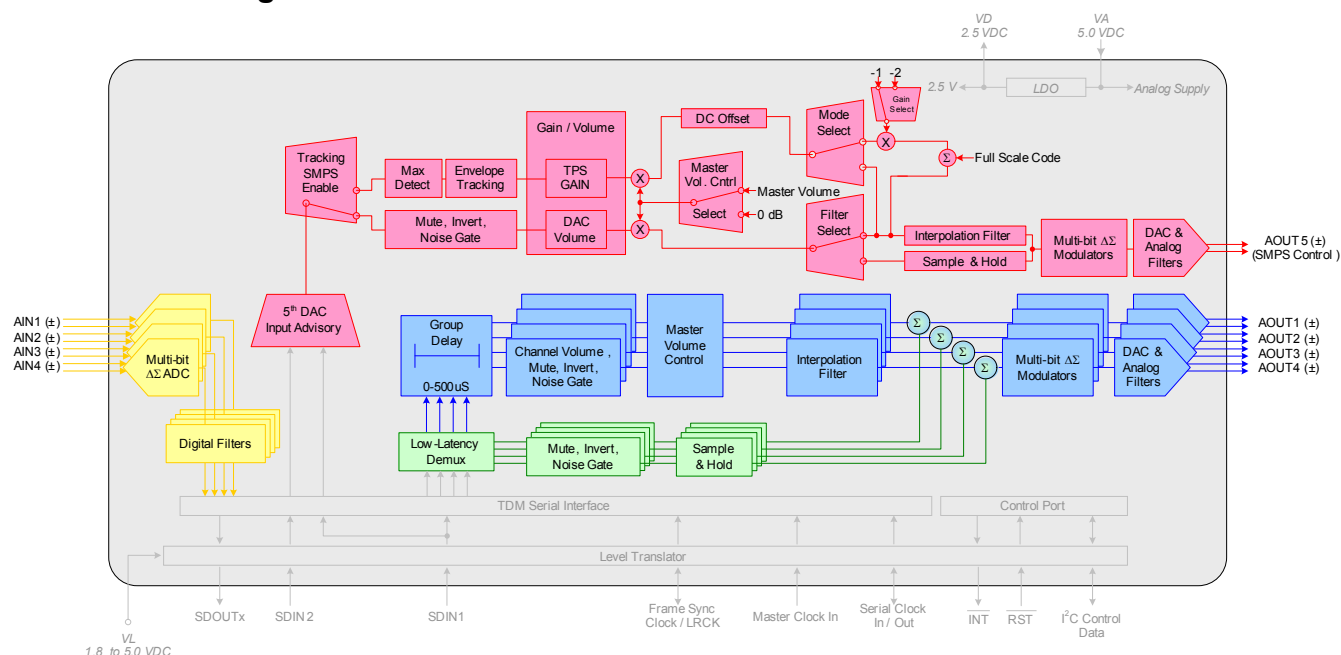 VD
2.5 VDC
VA
5.0 VDC
2.5 V
LDO
Analog Supply
-1 -2
Gain
Select
Mode
Select
DC Offset
X
Σ
Full Scale Code
Gain / Volume
Tracking
SMPS
Enable
Max
Detect
Envelope
Tracking
TPS
GAIN
X
Master
Vol. Cntrl
Select
Master Volume
0 dB
Mute, Invert,
Noise Gate
DAC
Volume
X
Filter
Select
Interpolation Filter
Sample & Hold
Multi-bit ΔΣ
Modulators
DAC &
Analog
Filters
AOUT5 (±)
(SMPS Control )
5th DAC
Input Advisory
AIN1 (±)
AIN2 (±)
AIN3 (±)
AIN4 (±)
Multi-bit
ΔΣ ADC
Digital Filters
Group
Delay
0-500uS
Channel Volume ,
Mute, Invert,
Noise Gate
Master
Volume
Control
Interpolation
Filter
Σ
Σ
Σ
Σ
Multi-bit ΔΣ
Modulators
DAC &
Analog
Filters
AOUT1 (±)
AOUT2 (±)
AOUT3 (±)
AOUT4 (±)
Low-Latency
Demux
Mute, Invert,
Noise Gate
Sample
& Hold
TDM Serial Interface
Control Port
Level Translator
VL
1.8 to 5.0 VDC
SDOUTx
SDIN2
SDIN1
Frame Sync
Clock / LRCK
Master Clock In
Serial Clock
In / Out
INT
RST
I2C Control
Data